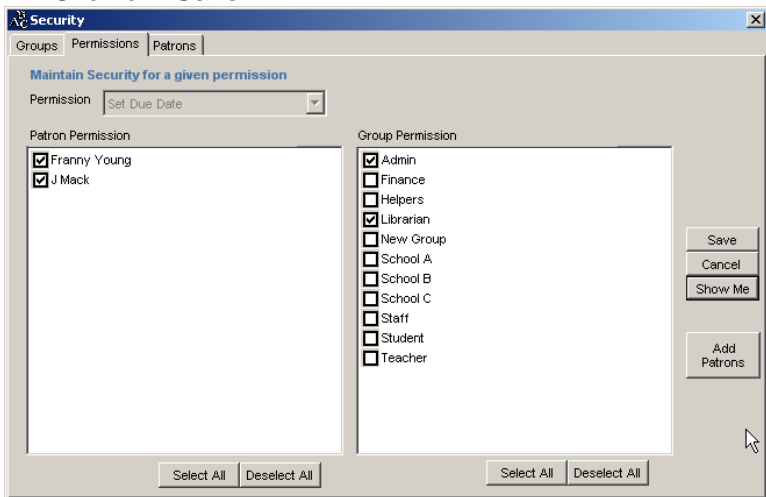 Security
Groups Permissions Patrons
Maintain Security for a given permission
Permission Set Due Date
Patron Permission
Franny Young
J Mack
Group Permission
Admin
Finance
Helpers
Librarian
New Group
School A
School B
School C
Staff
Student
Teacher
Save
Cancel
Show Me
Add
Patrons
Select All Deselect All
Select All Deselect All